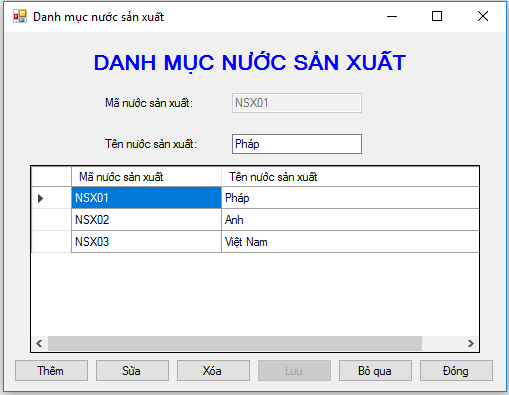 Danh mục nước sản xuất
DANH MỤC NƯỚC SẢN XUẤT
Mã nước sản xuất: NSX01
Tên nước sản xuất: Pháp
Mã nước sản xuất Tên nước sản xuất
NSX01 Pháp
NSX02 Anh
NSX03 Việt Nam
Thêm Sửa Xóa Lưu Bỏ qua Đóng